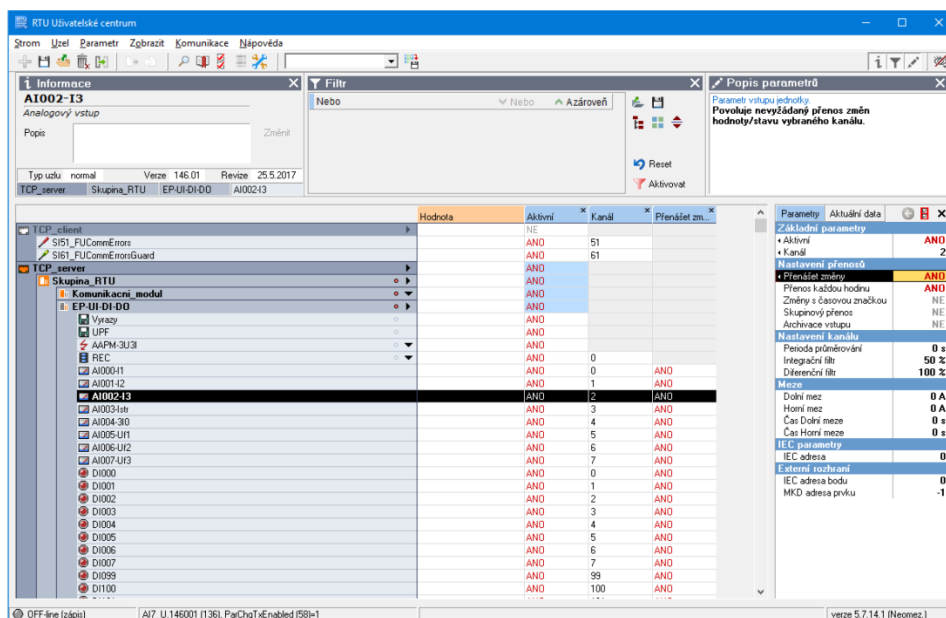 RTU Uživatelské centrum
Strom Uzel Parametr Zobrazit Komunikace Nápověda
i Informace
AI002-I3
Analogový vstup
Popis
Změnit
Typ uzlu normal Verze 146.01 Revize 25.5.2017
TCP_server Skupina_RTU EP-UI-DI-DO AI002-I3
Filtr
Nebo Nebo Azároveň
Reset
Aktivovat
Popis parametrů
Parametr vstupu jednotky.
Povoluje nevyžádaný přenos změn
hodnoty/stavu vybraného kanálu.
Hodnota Aktivní Kanál Přenášet zm...
TCP_client NE
SI51_FUCommErrors ANO 51
SI61_FUCommErrorsGuard ANO 61
TCP_server ANO
Skupina_RTU ANO
Komunikacni_modul ANO
EP-UI-DI-DO ANO
Vyrazy ANO
UPF ANO
AAPM-3U3I ANO
REC ANO 0
AI000-I1 ANO 0 ANO
AI001-I2 ANO 1 ANO
AI002-I3 ANO 2 ANO
AI003-Istr ANO 3 ANO
AI004-3I0 ANO 4 ANO
AI005-Uf1 ANO 5 ANO
AI006-Uf2 ANO 6 ANO
AI007-Uf3 ANO 7 ANO
DI000 ANO 0 ANO
DI001 ANO 1 ANO
DI002 ANO 2 ANO
DI003 ANO 3 ANO
DI004 ANO 4 ANO
DI005 ANO 5 ANO
DI006 ANO 6 ANO
DI007 ANO 7 ANO
DI099 ANO 99 ANO
DI100 ANO 100 ANO
Parametry Aktuální data
Základní parametry
Aktivní ANO
Kanál 2
Nastavení přenosů
Přenášet změny ANO
Přenos každou hodinu ANO
Změny s časovou značkou NE
Skupinový přenos NE
Archivace vstupu NE
Nastavení kanálu
Perioda průměrování 0 s
Integrační filtr 50 %
Diferenční filtr 100 %
Meze
Dolní mez 0 A
Horní mez 0 A
Čas Dolní meze 0 s
Čas Horní meze 0 s
IEC parametry
IEC adresa 0
Externí rozhraní
IEC adresa bodu 0
MKD adresa prvku -1
OFF-line (zápis) AI7_U.146001 (136), ParChgTxEnabled (58)=1 verze 5.7.14.1 (Neomez.)